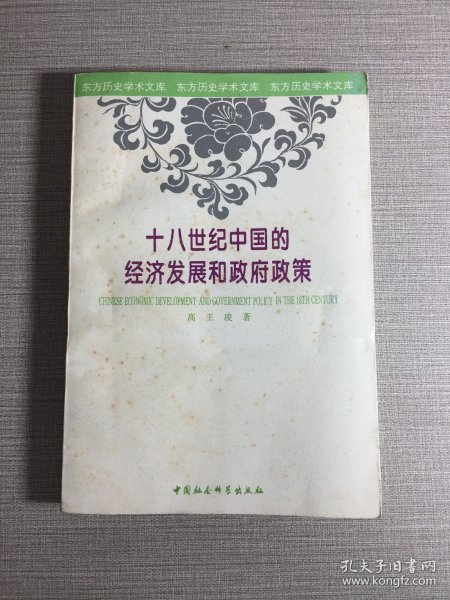 东方历史学术文库 东方历史学术文库 东方历史学术文库
十八世纪中国的
经济发展和政府政策
CHINESE ECONOMIC DEVELOPMENT AND GOVERNMENT POLICY IN THE 18TH CENTURY
高王凌 著
中国社会科学出版社
孔夫子旧书网
www.kongfz.com